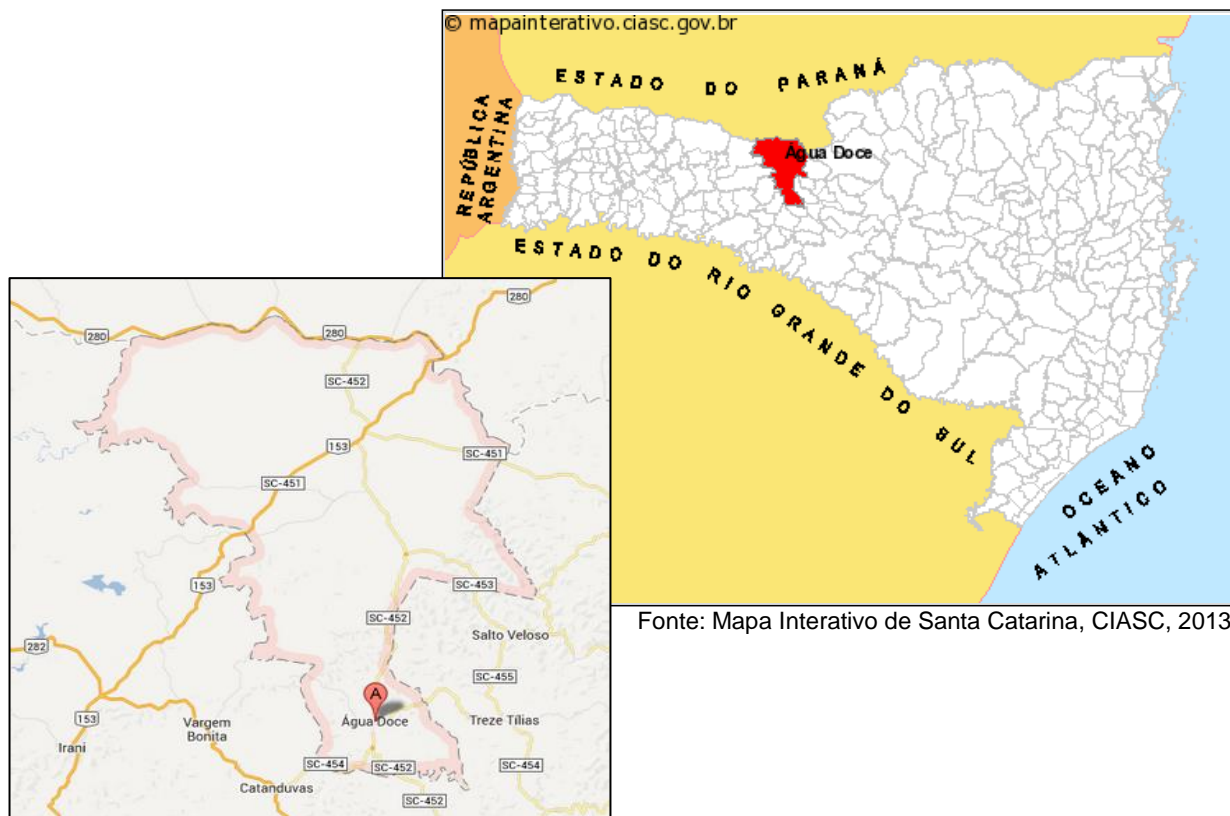 © mapainterativo.ciasc.gov.br
ESTADO DO PARANÁ
REPÚBLICA
ARGENTINA
Água Doce
ESTADO DO RIO GRANDE DO SUL
OCEANO
ATLÂNTICO
Fonte: Mapa Interativo de Santa Catarina, CIASC, 2013
280
280
280
SC-452
153
SC-451
SC-451
153
SC-453
SC-452
282
Salto Veloso
SC-455
A
153
Água Doce
Treze Tílias
Vargem
Bonita
Irani
SC-454
SC-452
SC-454
Catanduvas
SC-452